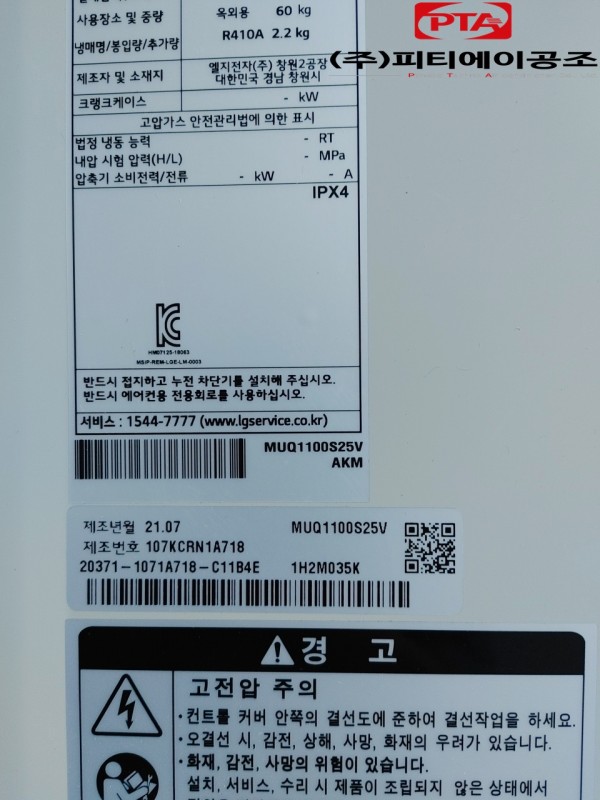 PTA
(주)피티에이공조
P T A
사용장소 및 중량 옥외용 60 kg
냉매명/봉입량/추가량 R410A 2.2 kg
제조자 및 소재지 엘지전자(주) 창원2공장
대한민국 경남 창원시
크랭크케이스 - kW
고압가스 안전관리법에 의한 표시
법정 냉동 능력 - RT
내압 시험 압력(H/L) - MPa
압축기 소비전력/전류 - kW - A
IPX4
HM07125-18063
MSIP-REM-LGE-LM-0003
반드시 접지하고 누전 차단기를 설치해 주십시오.
반드시 에어컨용 전용회로를 사용하십시오.
서비스 : 1544-7777 (www.lgservice.co.kr)
MUQ1100S25V
AKM
제조년월 21.07 MUQ1100S25V
제조번호 107KCRN1A718
20371-1071A718-C11B4E 1H2M035K
경 고
고전압 주의
·컨트롤 커버 안쪽의 결선도에 준하여 결선작업을 하세요.
·오결선 시, 감전, 상해, 사망, 화재의 우려가 있습니다.
·화재, 감전, 사망의 위험이 있습니다.
설치, 서비스, 수리 시 제품이 조립되지 않은 상태에서